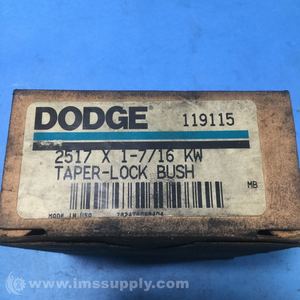 DODGE® 119115
2517 X 1-7/16 KW
TAPER-LOCK BUSH
MB
MADE IN USA
© www.imssupply.com